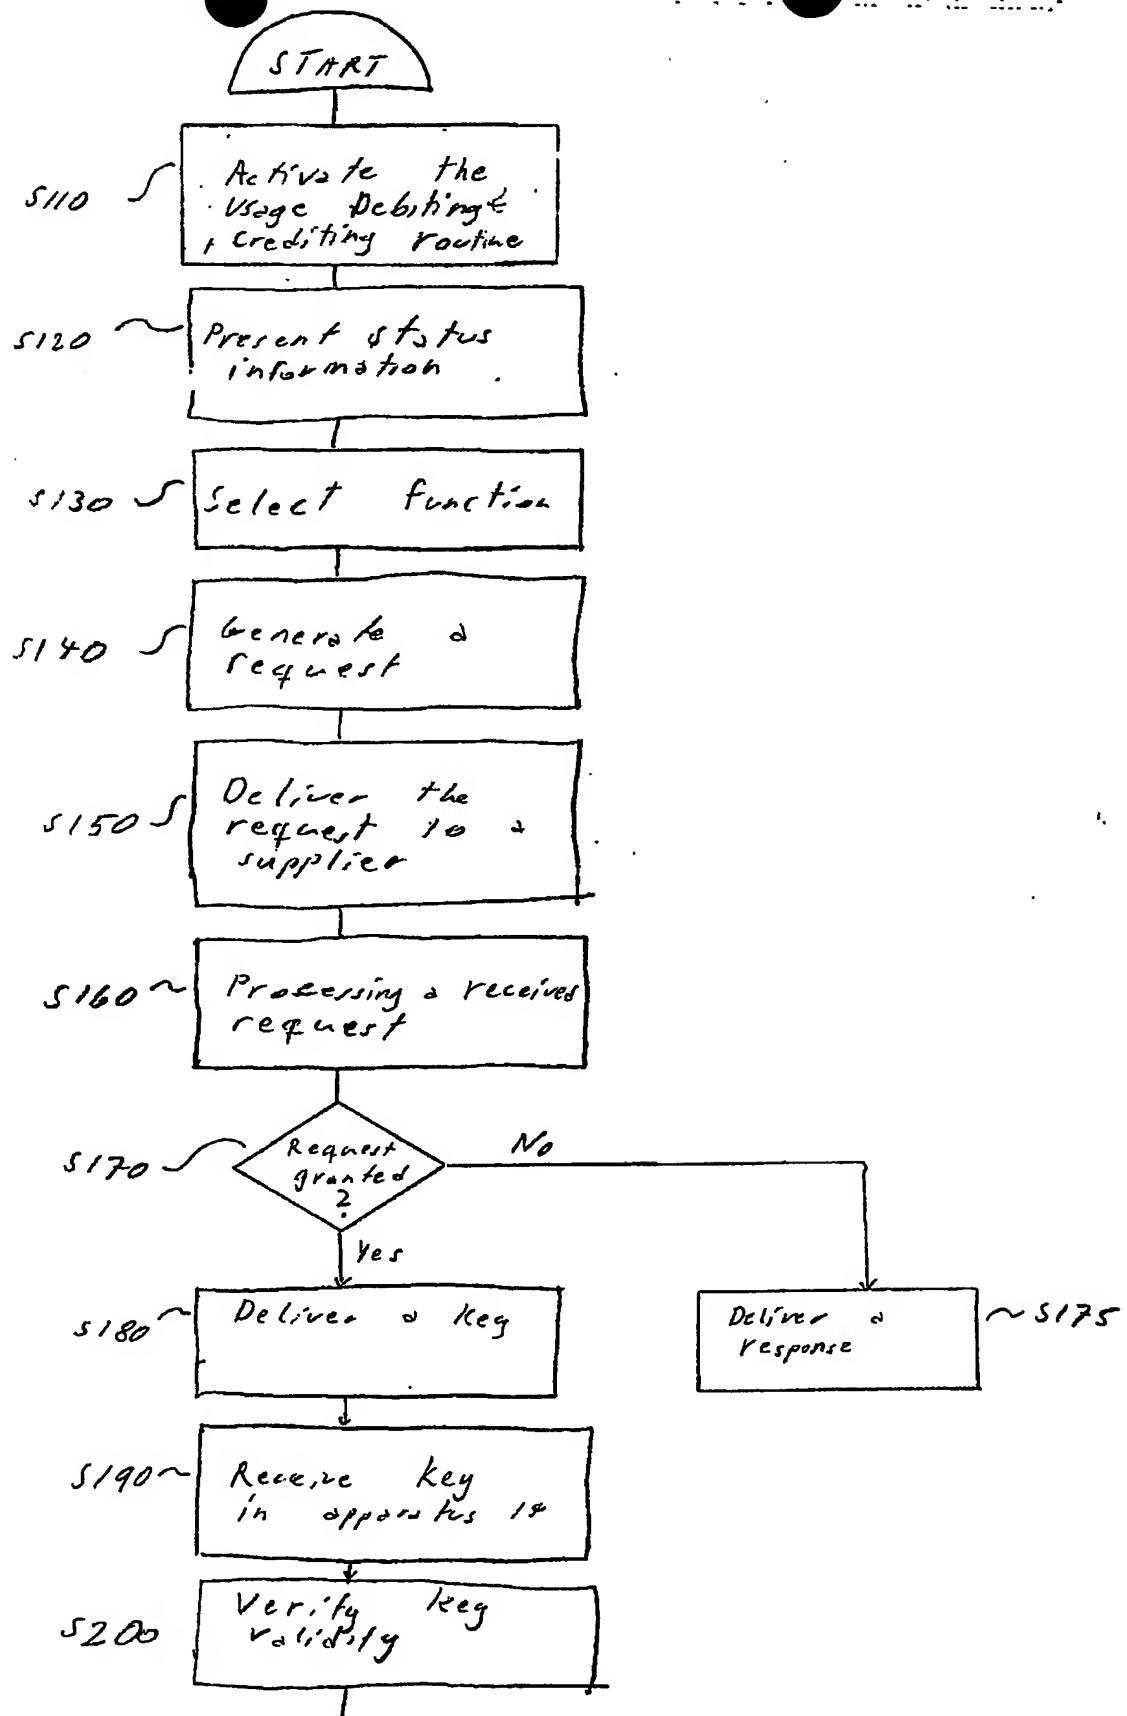 START
S110
Activate the
Usage Debiting &
crediting routine
S120
Present status
information
S130
Select function
S140
Generate a
request
S150
Deliver the
request to a
supplier
S160
Processing a received
request
S170
Request
granted
?
No
Yes
S180
Deliver a key
Deliver a
response
S175
S190
Receive key
in apparatus 14
S200
Verify key
validity